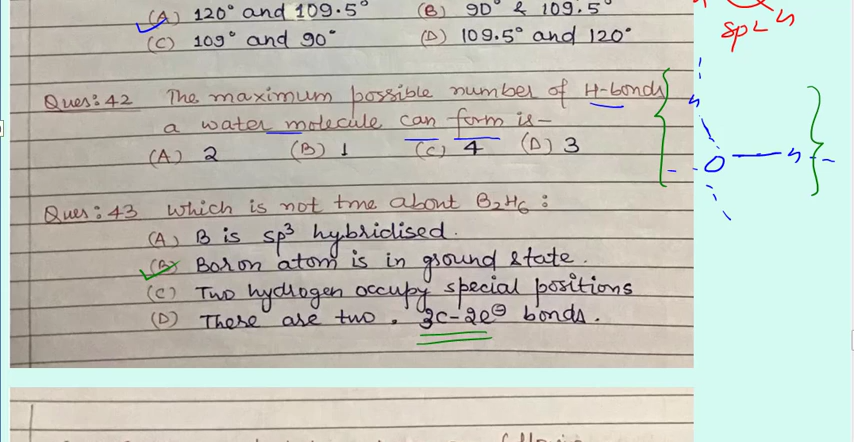 (A) 120° and 109.5° (B) 90° & 109.5°
(C) 109° and 90° (D) 109.5° and 120°
Ques: 42 The maximum possible number of H-bonds
a water molecule can form is-
(A) 2 (B) 1 (C) 4 (D) 3
Ques: 43 which is not true about B₂H₆ :
(A) B is sp³ hybridised.
(B) Boron atom is in ground state.
(C) Two hydrogen occupy special positions
(D) There are two . 3c-2e⊖ bonds.
O